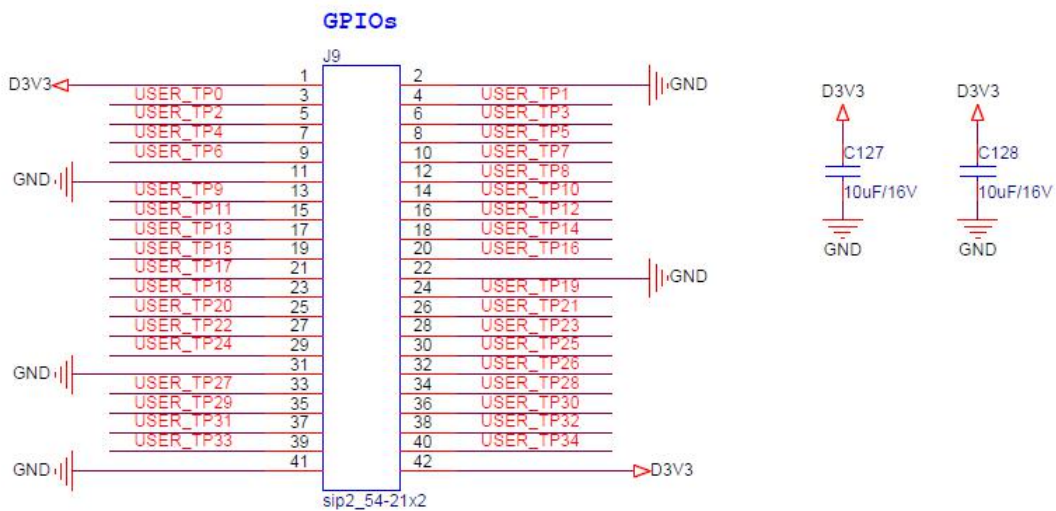 GPIOs
J9
D3V3 1 2 GND
USER_TP0 3 4 USER_TP1
USER_TP2 5 6 USER_TP3
USER_TP4 7 8 USER_TP5
USER_TP6 9 10 USER_TP7
GND 11 12 USER_TP8
USER_TP9 13 14 USER_TP10
USER_TP11 15 16 USER_TP12
USER_TP13 17 18 USER_TP14
USER_TP15 19 20 USER_TP16
USER_TP17 21 22 GND
USER_TP18 23 24 USER_TP19
USER_TP20 25 26 USER_TP21
USER_TP22 27 28 USER_TP23
USER_TP24 29 30 USER_TP25
GND 31 32 USER_TP26
USER_TP27 33 34 USER_TP28
USER_TP29 35 36 USER_TP30
USER_TP31 37 38 USER_TP32
USER_TP33 39 40 USER_TP34
GND 41 42 D3V3
sip2_54-21x2
D3V3 D3V3
C127 C128
10uF/16V 10uF/16V
GND GND